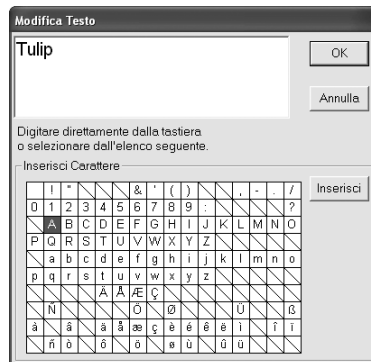 Modifica Testo
Tulip
OK
Annulla
Digitare direttamente dalla tastiera
o selezionare dall'elenco seguente.
Inserisci Carattere
Inserisci
! " & ' ( ) , - . /
0 1 2 3 4 5 6 7 8 9 : ?
A B C D E F G H I J K L M N O
P Q R S T U V W X Y Z
a b c d e f g h i j k l m n o
p q r s t u v w x y z
Ä Å Æ Ç
Ñ Ö Ø Ü ß
à â ä å æ ç è é ê ë ì î ï
ñ ò ô ö ø ù û ü